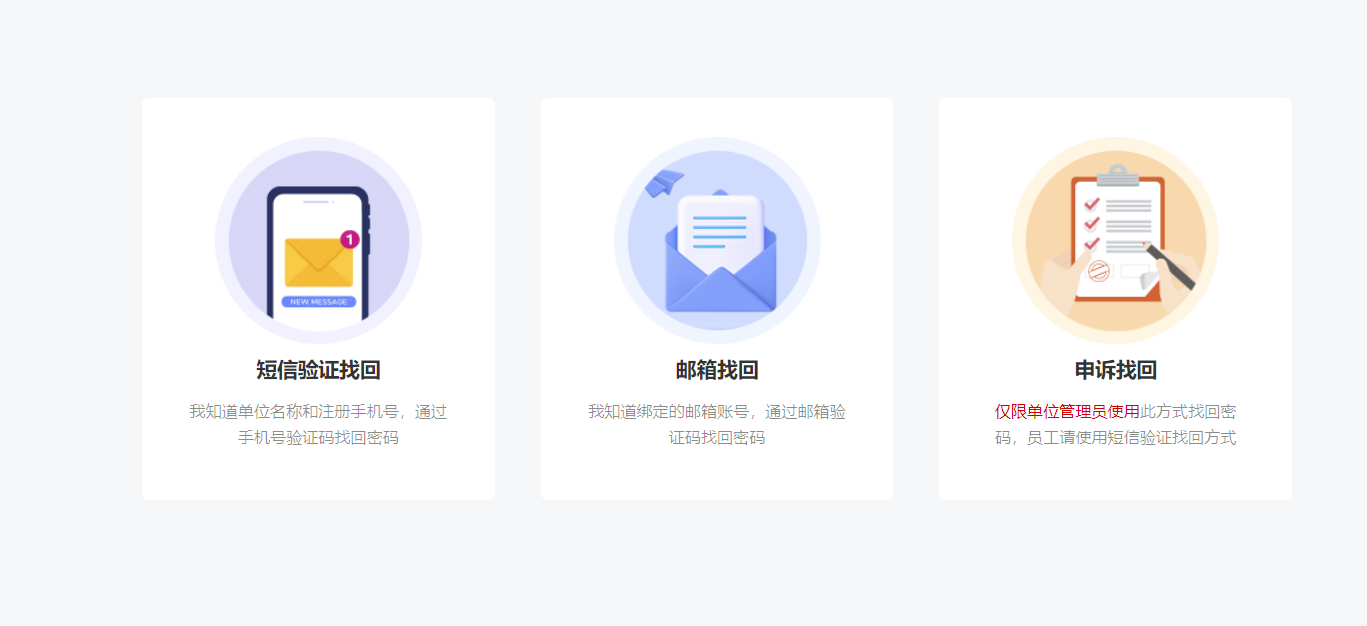 1
NEW MESSAGE
短信验证找回
我知道单位名称和注册手机号，通过
手机号验证码找回密码
邮箱找回
我知道绑定的邮箱账号，通过邮箱验
证码找回密码
申诉找回
仅限单位管理员使用此方式找回密
码，员工请使用短信验证找回方式